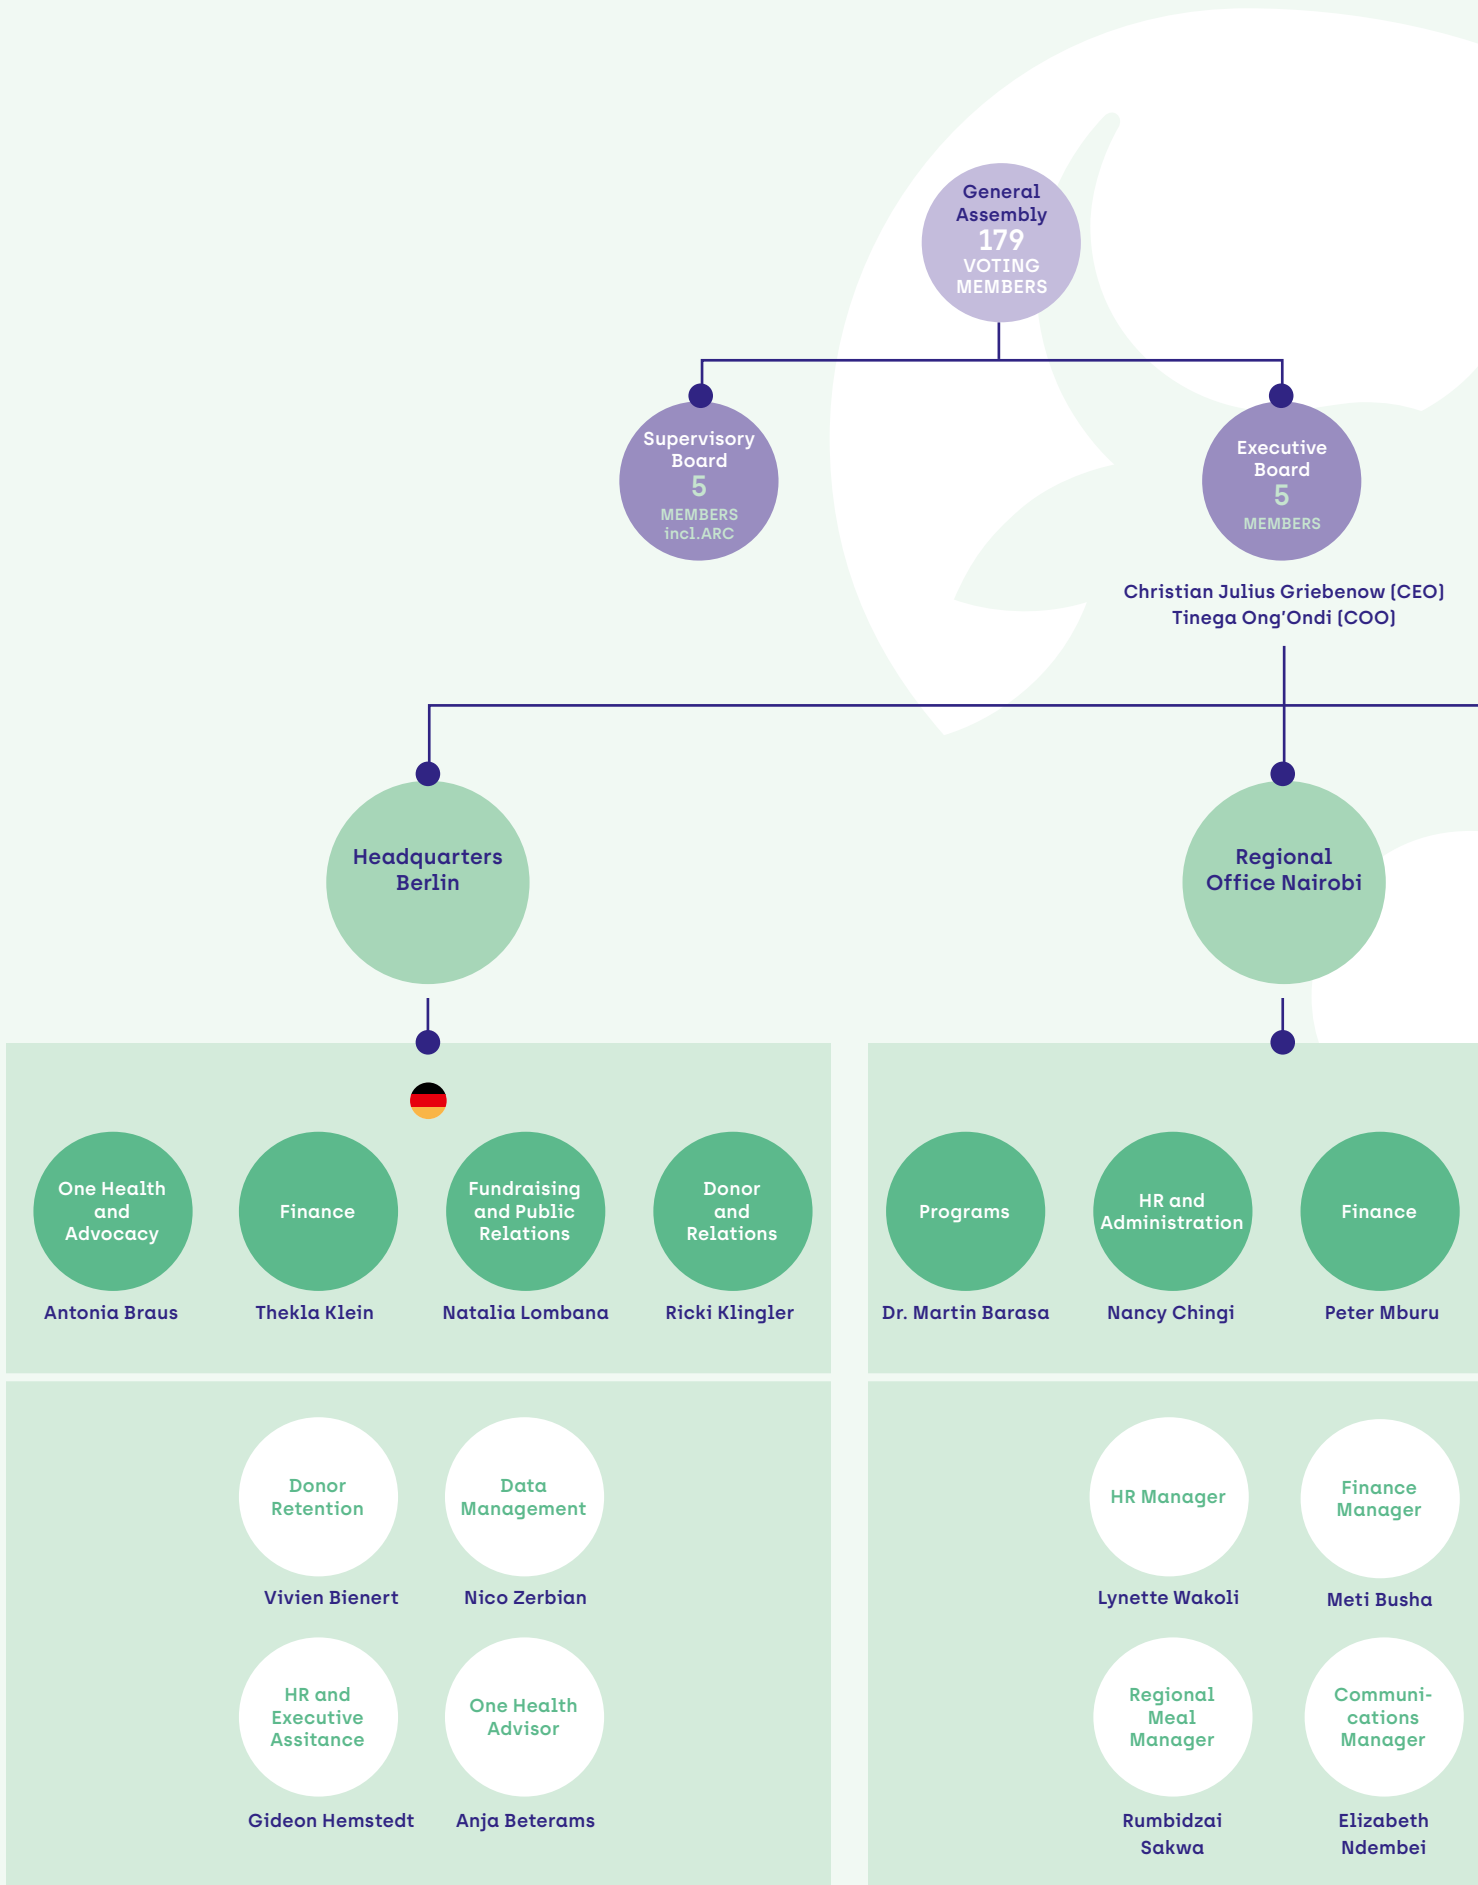 General
Assembly
179
VOTING
MEMBERS
Supervisory
Board
5
MEMBERS
incl.ARC
Executive
Board
5
MEMBERS
Christian Julius Griebenow (CEO)
Tinega Ong'Ondi (COO)
Headquarters
Berlin
Regional
Office Nairobi
One Health
and
Advocacy
Antonia Braus
Finance
Thekla Klein
Fundraising
and Public
Relations
Natalia Lombana
Donor
and
Relations
Ricki Klingler
Programs
Dr. Martin Barasa
HR and
Administration
Nancy Chingi
Finance
Peter Mburu
Donor
Retention
Vivien Bienert
Data
Management
Nico Zerbian
HR and
Executive
Assitance
Gideon Hemstedt
One Health
Advisor
Anja Beterams
HR Manager
Lynette Wakoli
Finance
Manager
Meti Busha
Regional
Meal
Manager
Rumbidzai
Sakwa
Communi-
cations
Manager
Elizabeth
Ndembei